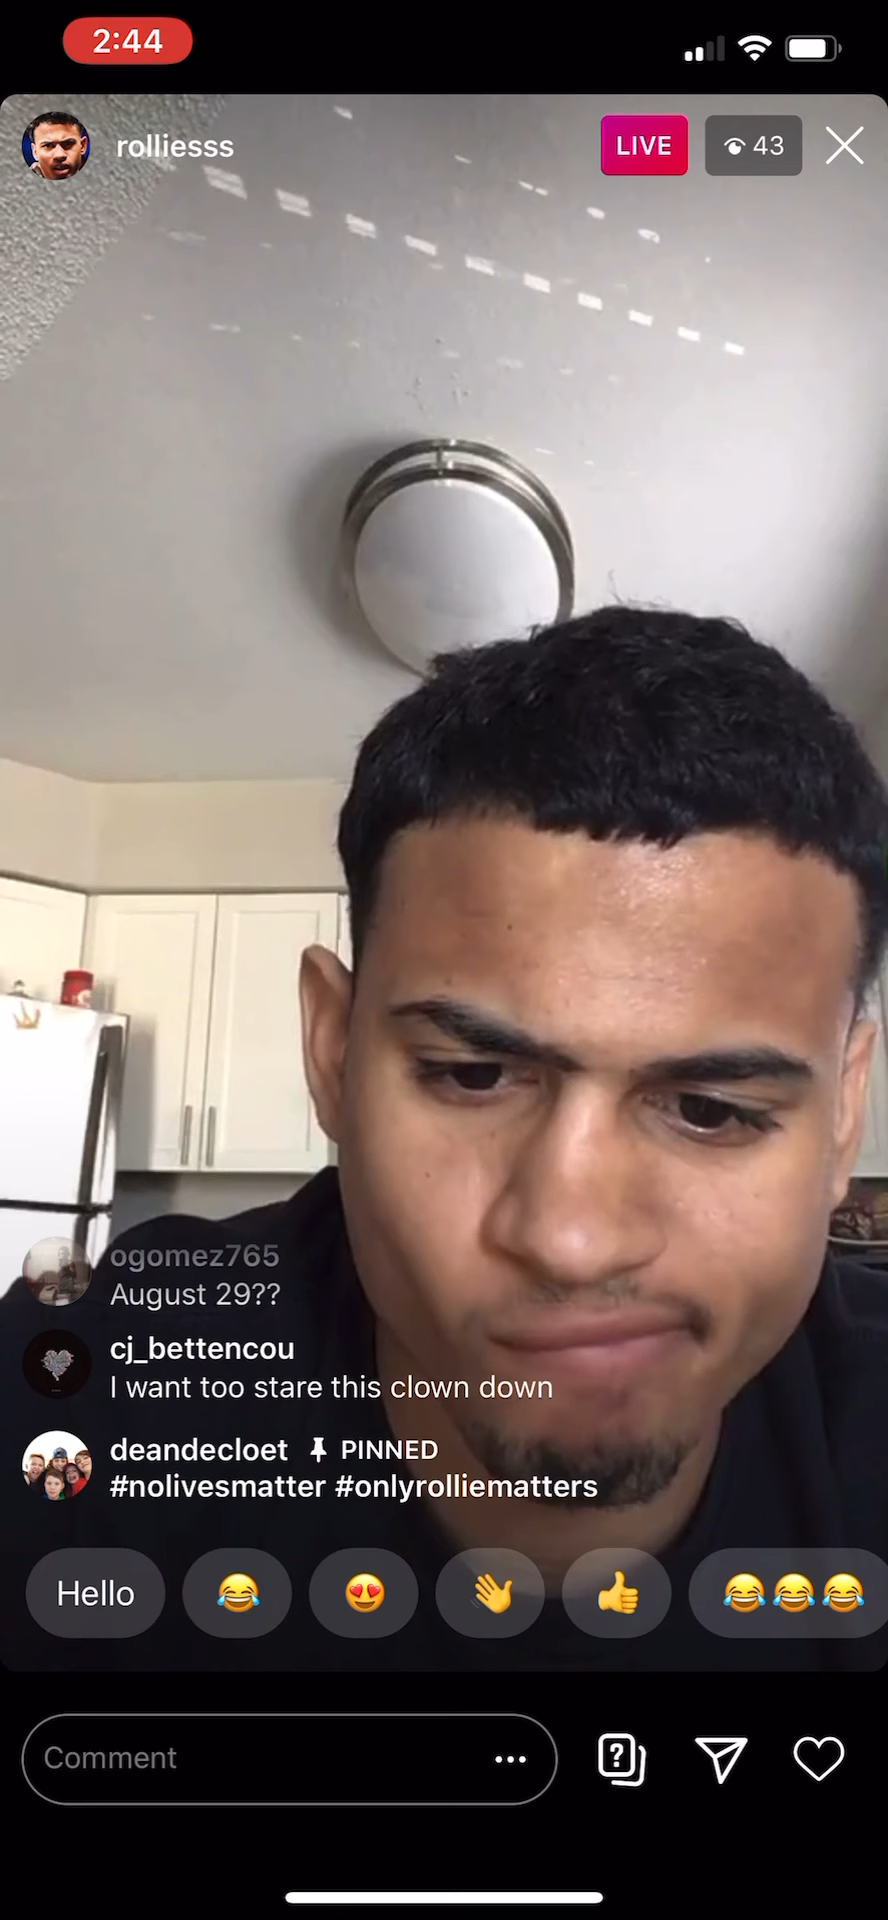 2:44
rolliesss
LIVE
43
ogomez765
August 29??
cj_bettencou
I want too stare this clown down
deandecloet PINNED
#nolivesmatter #onlyrolliematters
Hello
Comment